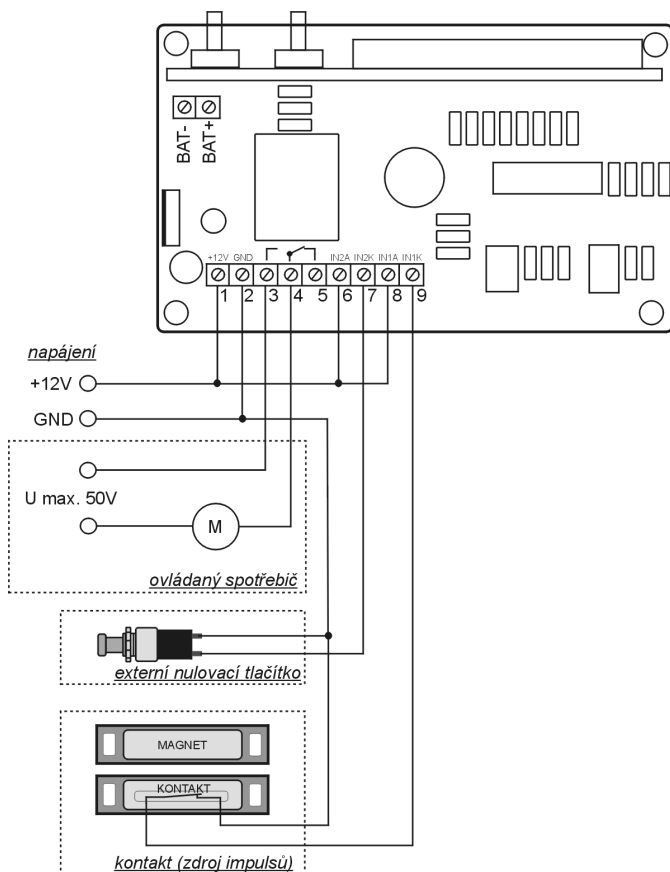 BAT-
BAT+
+12V GND IN2A IN2K IN1A IN1K
1 2 3 4 5 6 7 8 9
napájení
+12V
GND
U max. 50V
M
ovládaný spotřebič
externí nulovací tlačítko
MAGNET
KONTAKT
kontakt (zdroj impulsů)